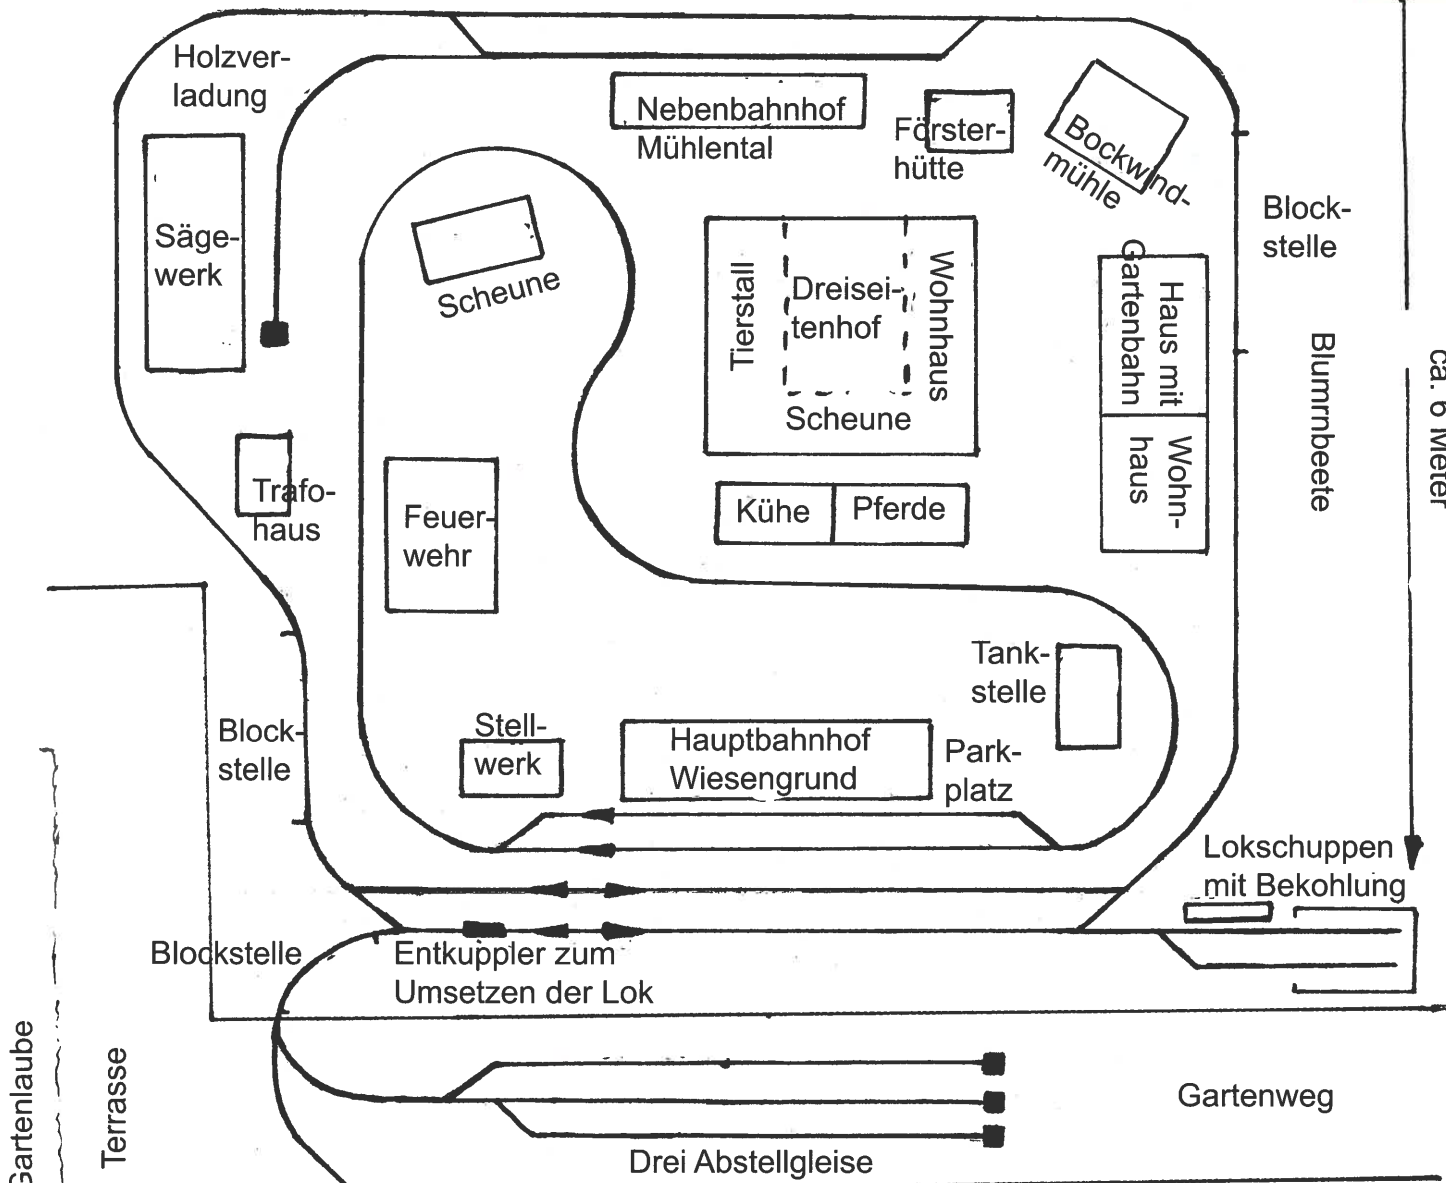 Holzver-
ladung
Nebenbahnhof
Mühlental
Förster-
hütte
Bockwind-
mühle
Block-
stelle
Säge-
werk
Scheune
Tierstall
Dreisei-
tenhof
Wohnhaus
Scheune
Haus mit
Gartenbahn
Wohn-
haus
Blumrnbeete
ca. 6 Meter
Kühe
Pferde
Trafo-
haus
Feuer-
wehr
Tank-
stelle
Stell-
werk
Hauptbahnhof
Wiesengrund
Park-
platz
Block-
stelle
Lokschuppen
mit Bekohlung
Blockstelle
Entkuppler zum
Umsetzen der Lok
Gartenlaube
Terrasse
Gartenweg
Drei Abstellgleise